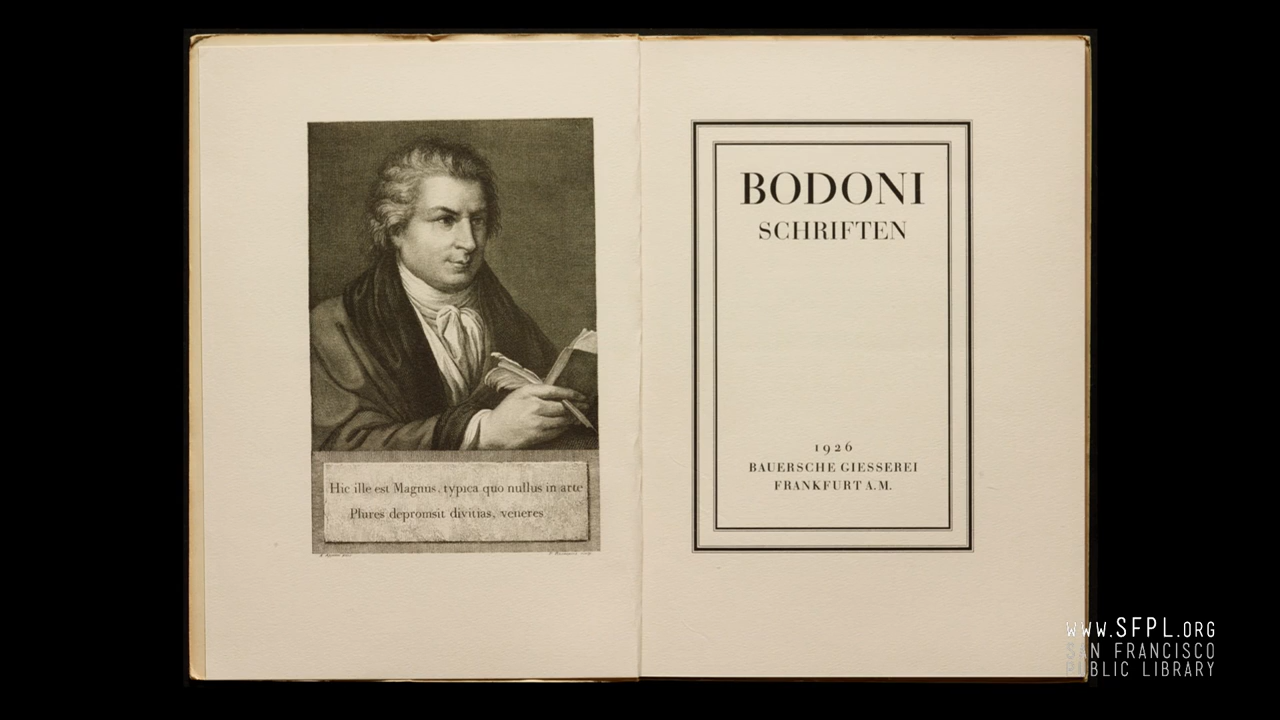 Hic ille est Magnus, typica quo nullus in arte
Plures depromsit divitias, veneres
BODONI
SCHRIFTEN
1926
BAUERSCHE GIESSEREI
FRANKFURT A.M.
www.SFPL.ORG
SAN FRANCISCO
PUBLIC LIBRARY